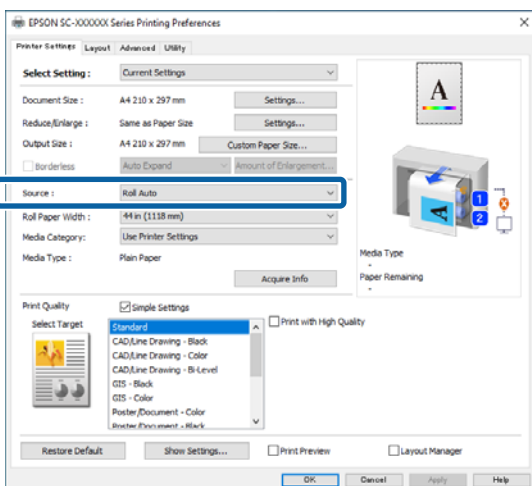 EPSON SC-XXXXXX Series Printing Preferences
Printer Settings Layout Advanced Utility
Select Setting : Current Settings
Document Size : A4 210 x 297 mm Settings...
Reduce/Enlarge : Same as Paper Size Settings...
Output Size : A4 210 x 297 mm Custom Paper Size...
Borderless Auto Expand Amount of Enlargement...
Source : Roll Auto
Roll Paper Width : 44 in (1118 mm)
Media Category: Use Printer Settings
Media Type : Plain Paper
Acquire Info
A
1
2
A
Media Type
-
Paper Remaining
-
Print Quality Simple Settings
Select Target
Standard
CAD/Line Drawing - Black
CAD/Line Drawing - Color
CAD/Line Drawing - Bi-Level
GIS - Black
GIS - Color
Poster/Document - Color
Poster/Document - Black
Print with High Quality
Restore Default Show Settings... Print Preview Layout Manager
OK Cancel Apply Help